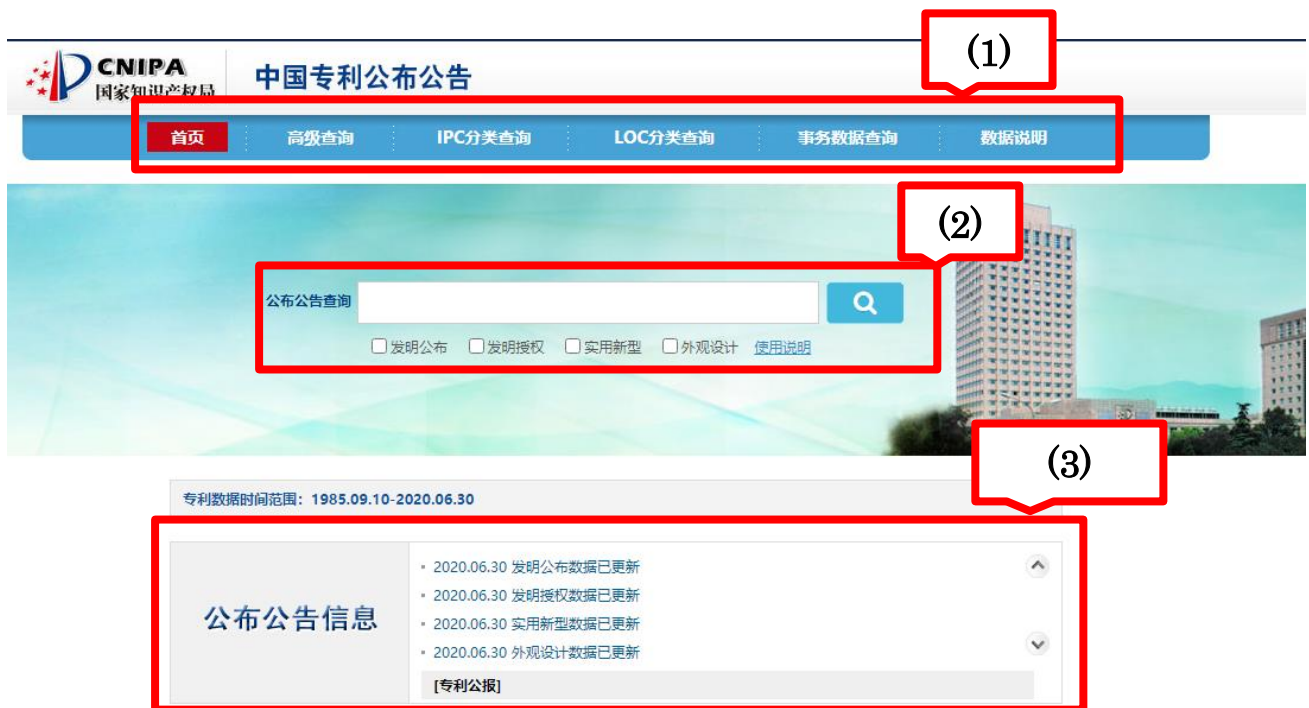 (1)
CNIPA
国家知识产权局
中国专利公布公告
首页 高级查询 IPC分类查询 LOC分类查询 事务数据查询 数据说明
(2)
公布公告查询
发明公布 发明授权 实用新型 外观设计 使用说明
(3)
专利数据时间范围：1985.09.10-2020.06.30
公布公告信息
2020.06.30 发明公布数据已更新
2020.06.30 发明授权数据已更新
2020.06.30 实用新型数据已更新
2020.06.30 外观设计数据已更新
[专利公报]